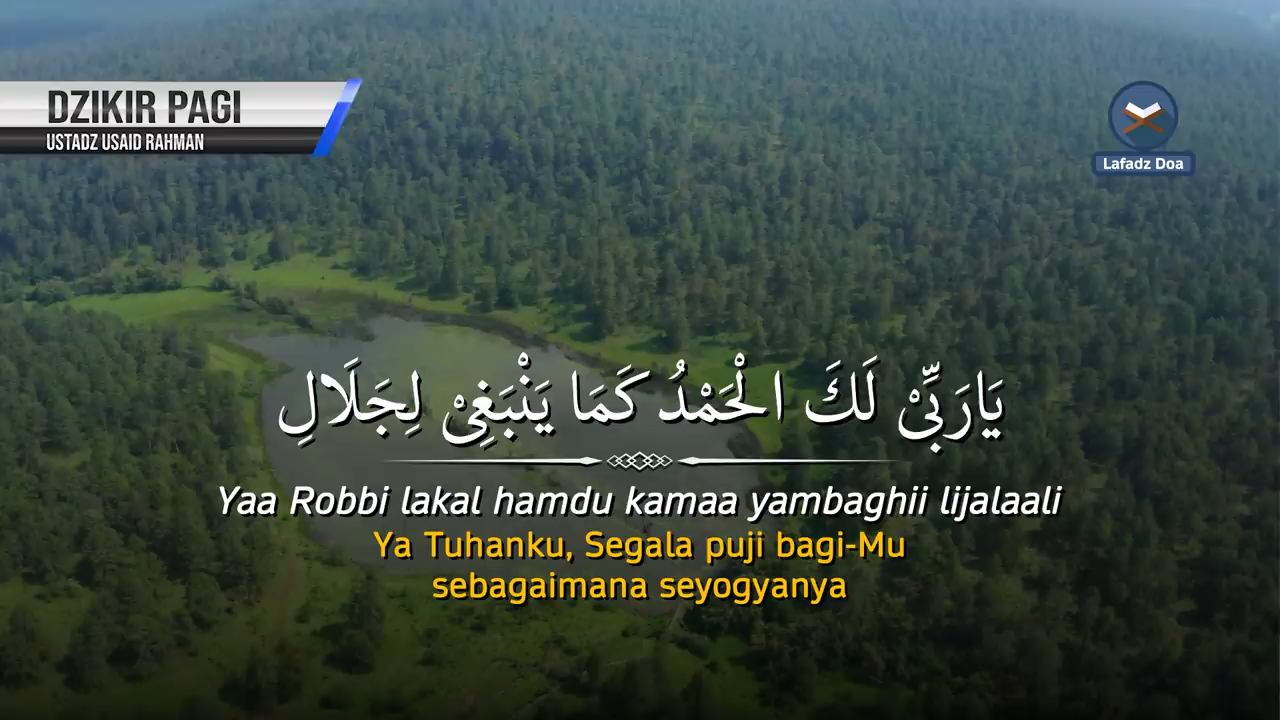 DZIKIR PAGI
USTADZ USAID RAHMAN
Lafadz Doa
يَارَبِّىْ لَكَ الْحَمْدُ كَمَا يَنْبَغِىْ لِجَلَالِ
Yaa Robbi lakal hamdu kamaa yambaghii lijalaali
Ya Tuhanku, Segala puji bagi-Mu
sebagaimana seyogyanya